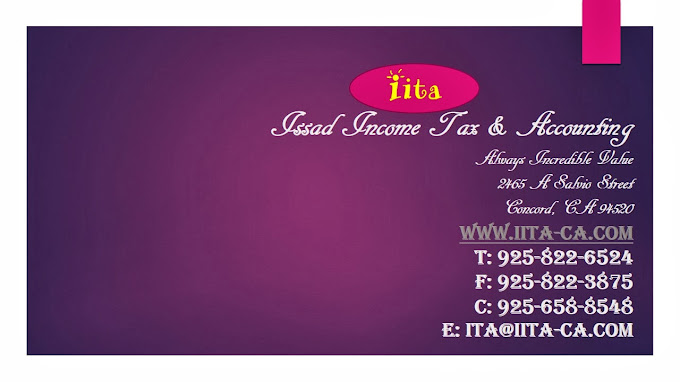 iita
Issad Income Tax & Accounting
Always Incredible Value
2465 A Salvio Street
Concord, CA 94520
WWW.IITA-CA.COM
T: 925-822-6524
F: 925-822-3875
C: 925-658-8548
E: ITA@IITA-CA.COM